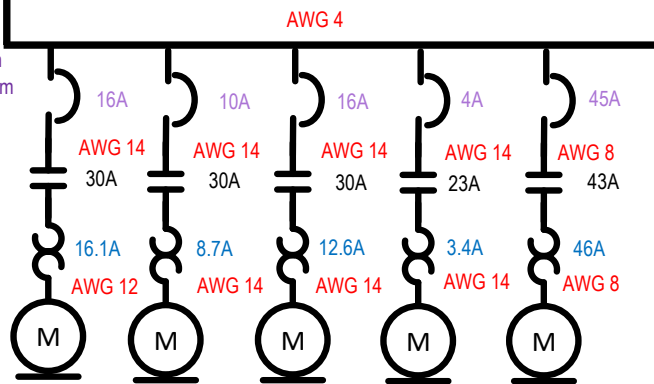 AWG 4
m
16A
10A
16A
4A
45A
AWG 14
AWG 14
AWG 14
AWG 14
AWG 8
30A
30A
30A
23A
43A
16.1A
8.7A
12.6A
3.4A
46A
AWG 12
AWG 14
AWG 14
AWG 14
AWG 8
M
M
M
M
M